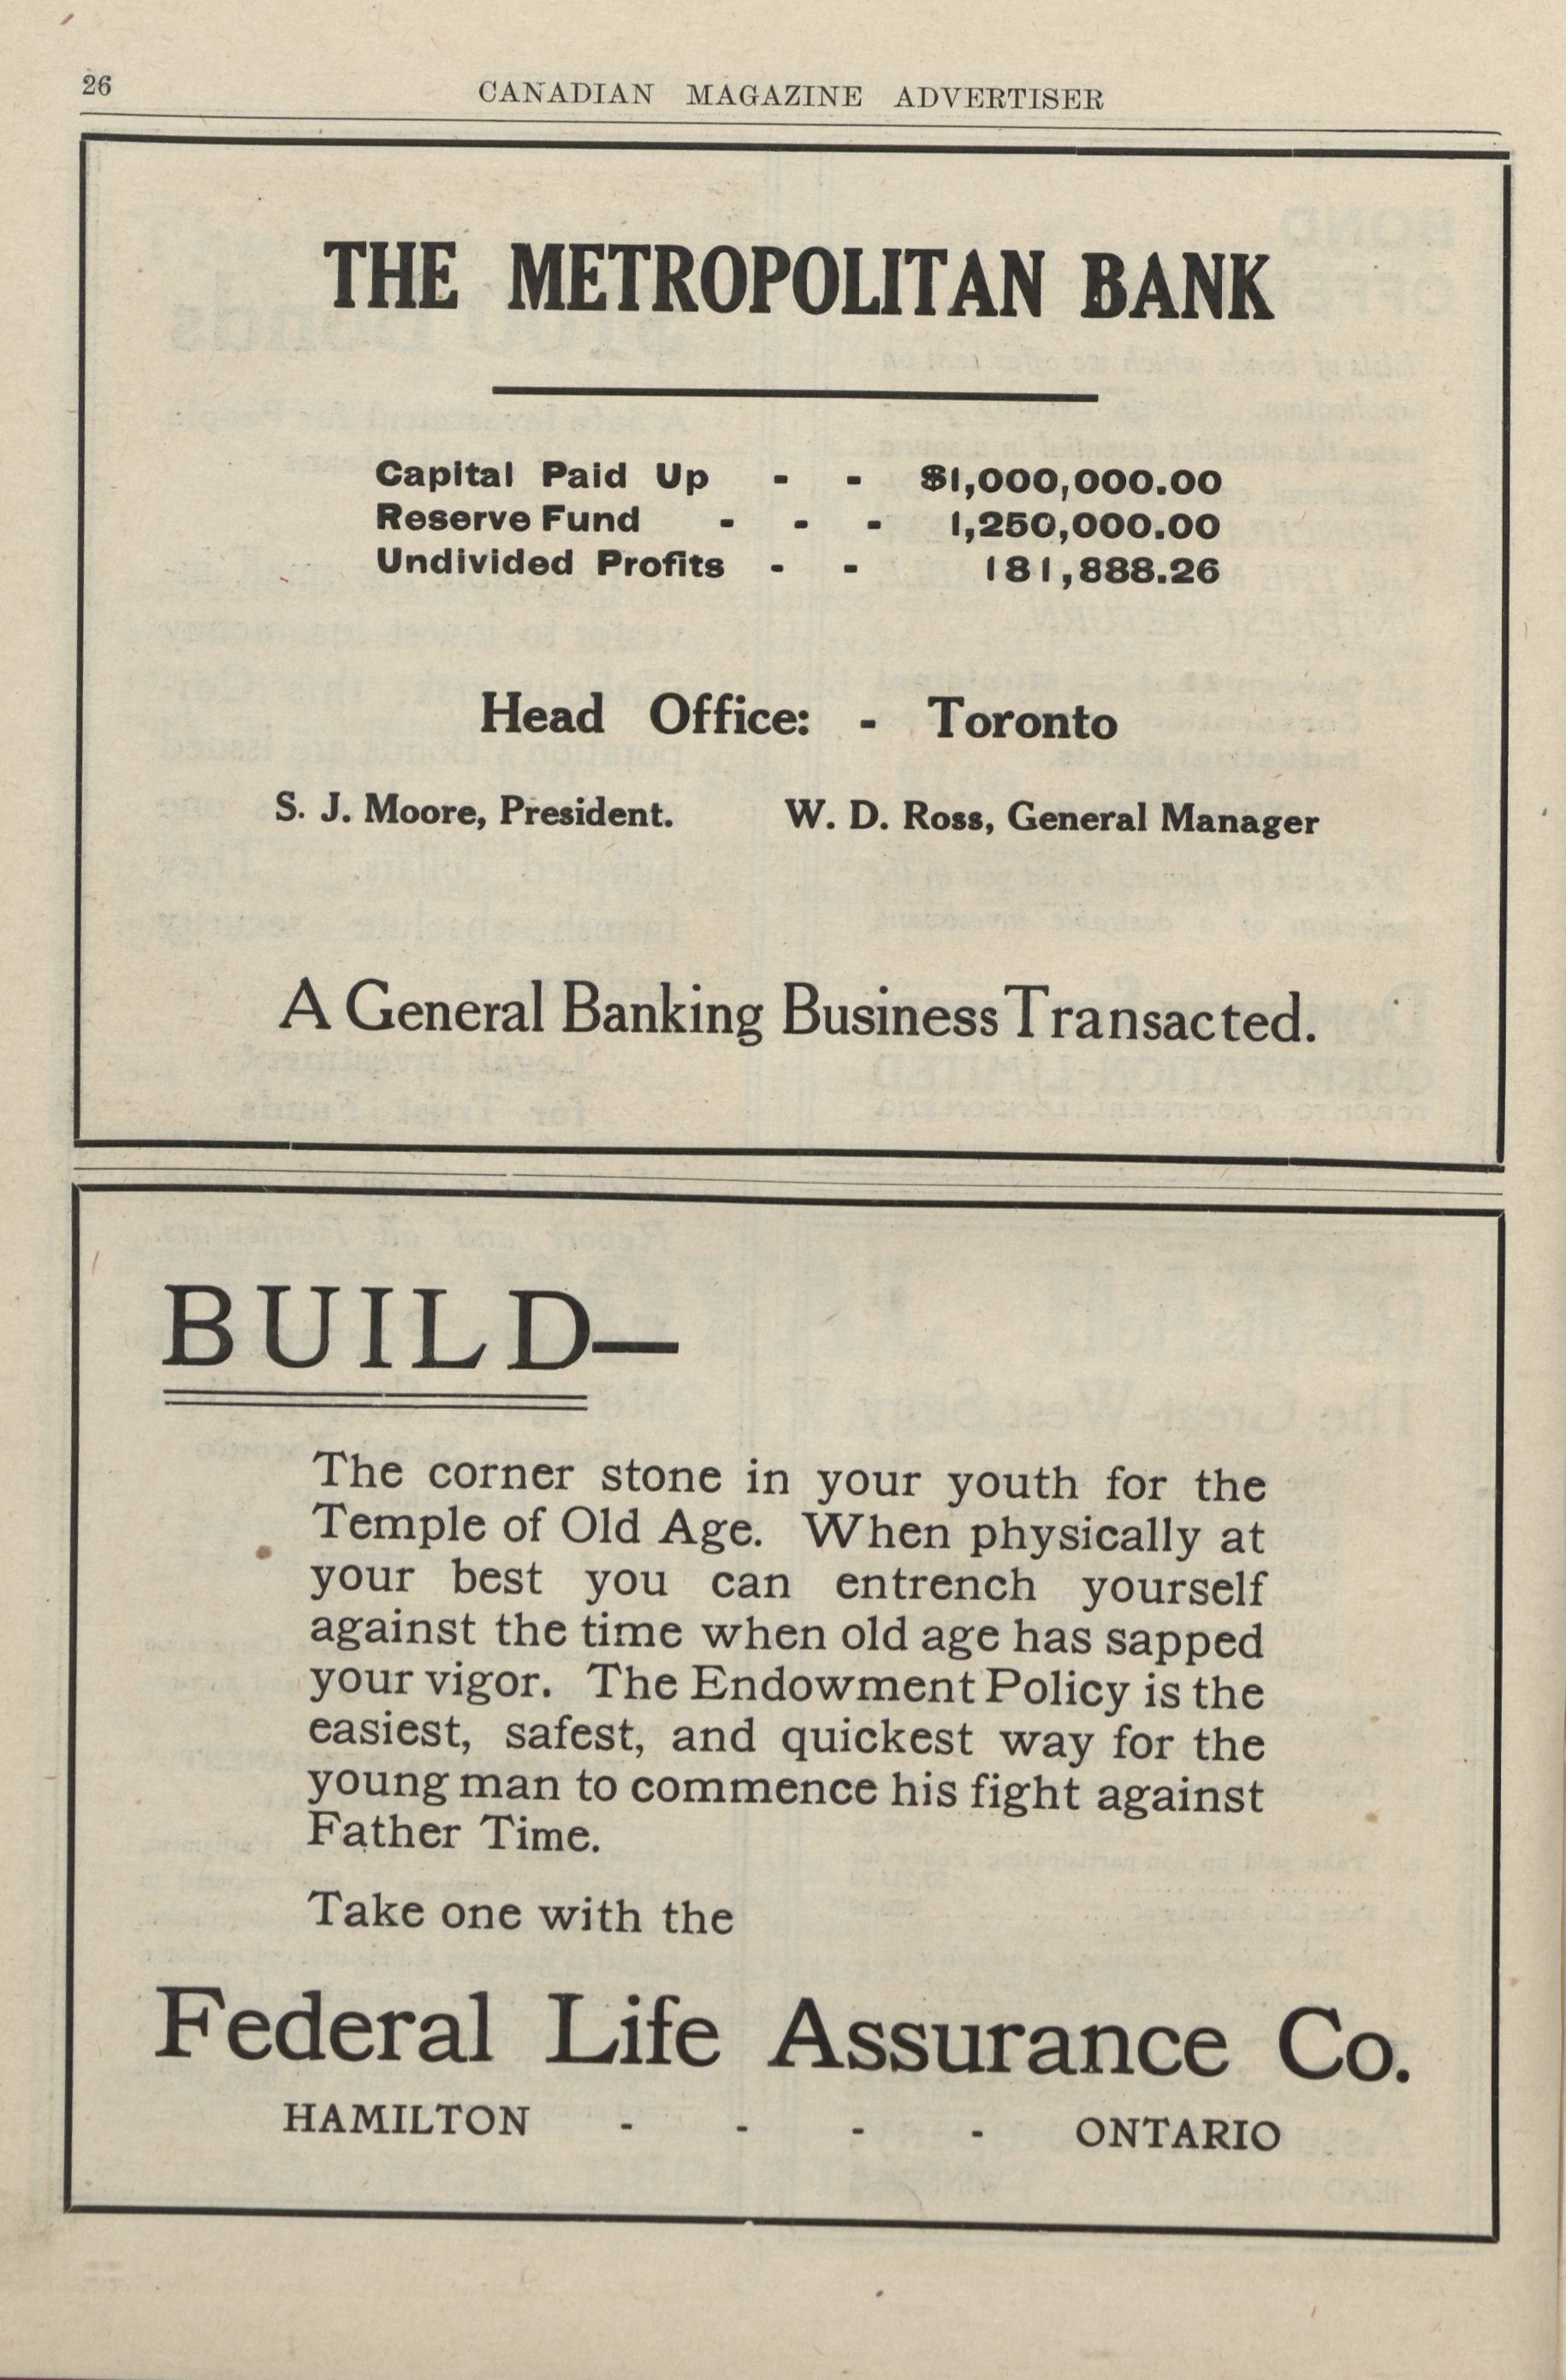 26
CANADIAN MAGAZINE ADVERTISER
THE METROPOLITAN BANK
Capital Paid Up - - $1,000,000.00
Reserve Fund - - - 1,250,000.00
Undivided Profits - - 181,888.26
Head Office: - Toronto
S. J. Moore, President. W. D. Ross, General Manager
A General Banking Business Transacted.
BUILD—
The corner stone in your youth for the
Temple of Old Age. When physically at
your best you can entrench yourself
against the time when old age has sapped
your vigor. The Endowment Policy is the
easiest, safest, and quickest way for the
young man to commence his fight against
Father Time.
Take one with the
Federal Life Assurance Co.
HAMILTON - - - - ONTARIO